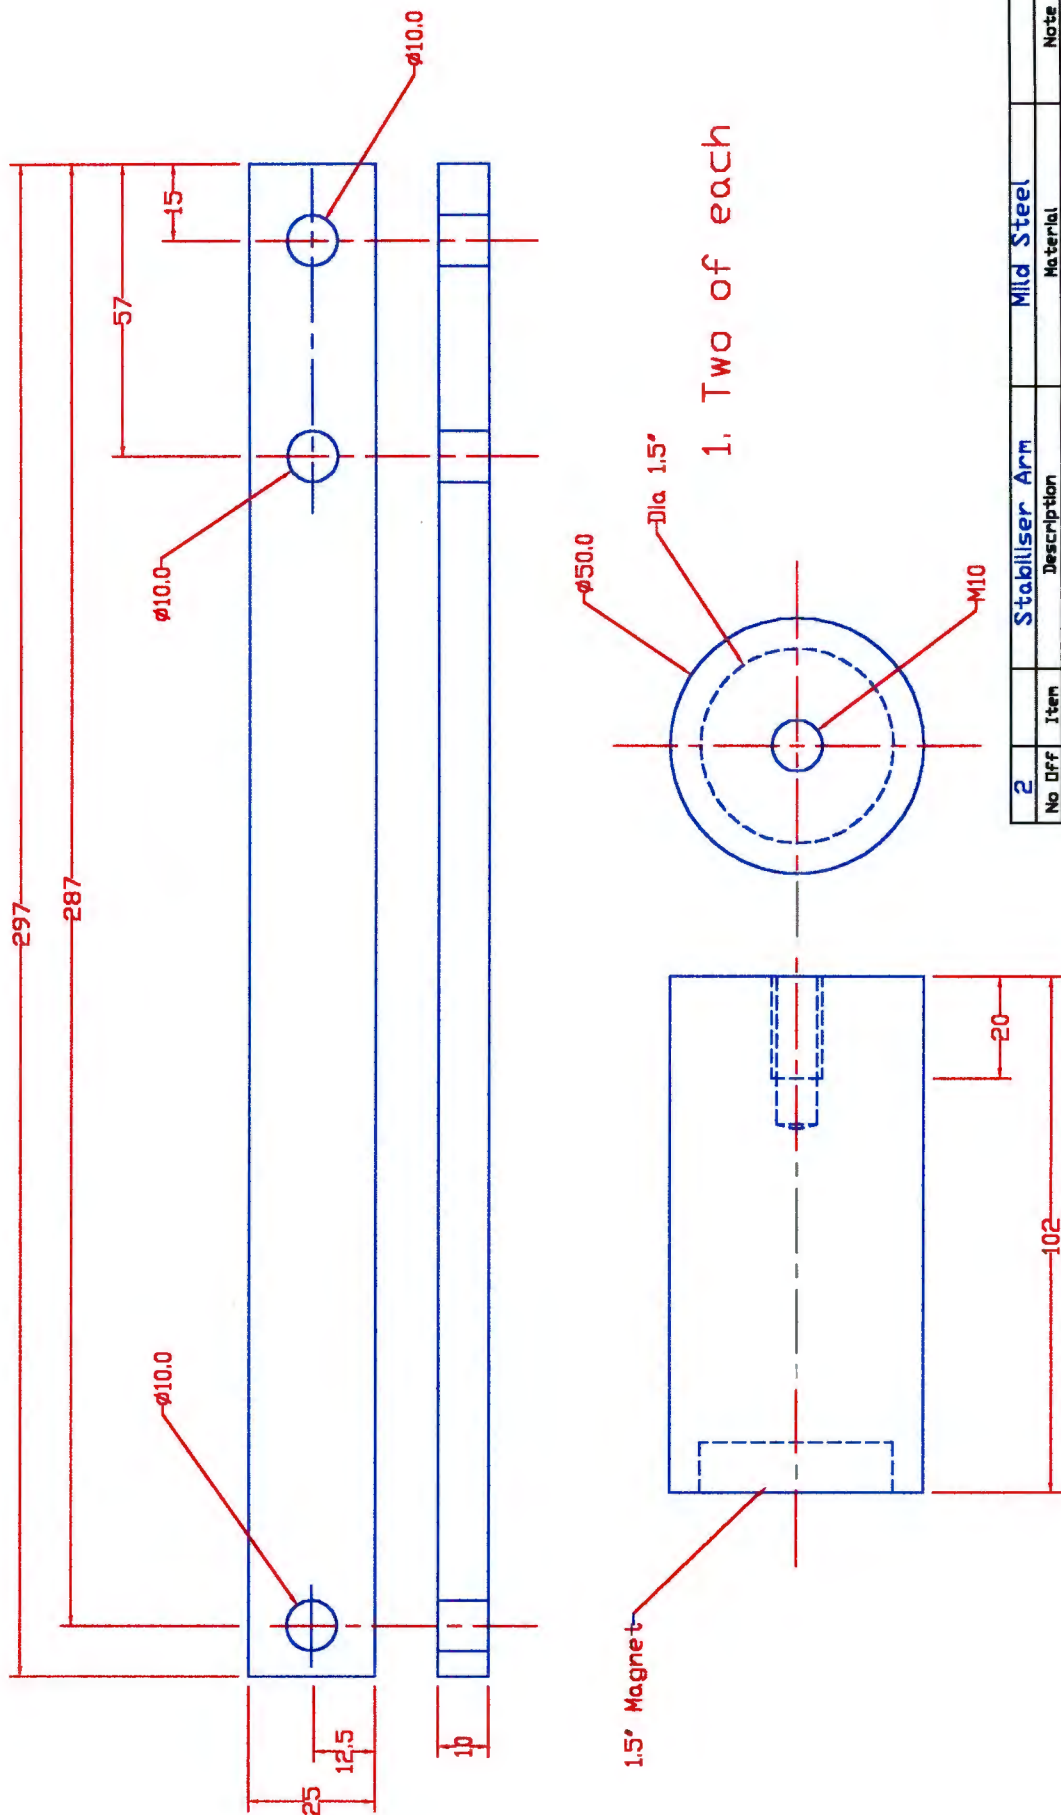 297
287
57
15
ø10.0
ø10.0
ø10.0
25
12.5
10
1.5" Magnet
ø50.0
Dia 1.5"
M10
20
102
1. Two of each
2 Stabiliser Arm Mild Steel
No Off Item Description Material Note